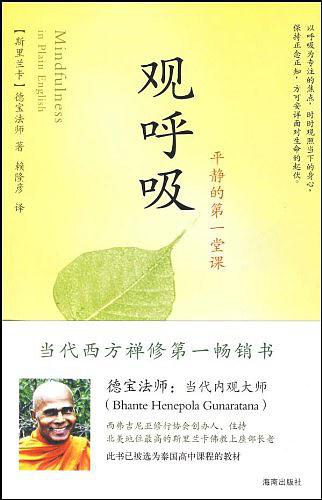 以呼吸为专注的焦点，时时观照当下的身心，
保持正念正知，方可安详面对生命的起伏。
观呼吸
平静的第一堂课
Mindfulness
in Plain English
【斯里兰卡】德宝法师 著 赖隆彦 译
当代西方禅修第一畅销书
德宝法师：当代内观大师
（Bhante Henepola Gunaratana）
西弗吉尼亚修行协会创办人、住持
北美地位最高的斯里兰卡佛教上座部长老
此书已被选为泰国高中课程的教材
海南出版社